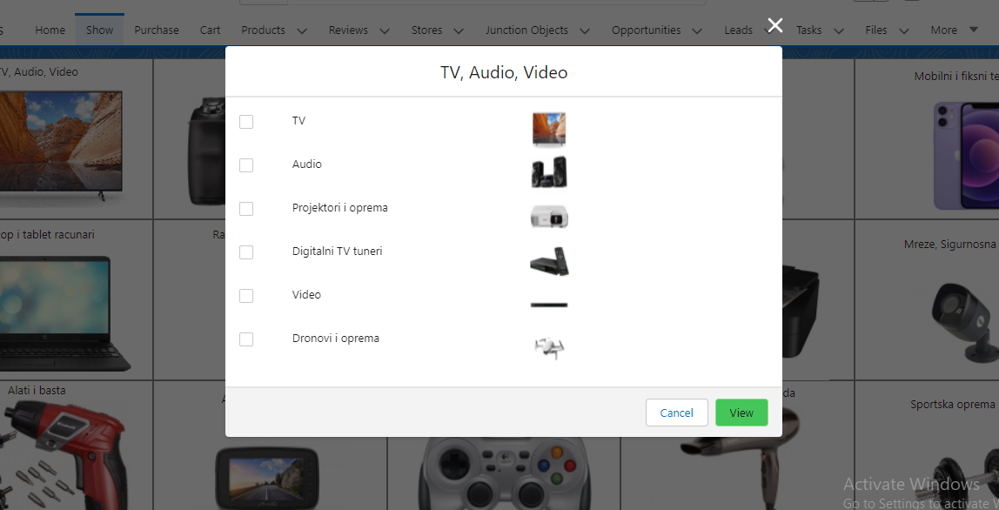 Home Show Purchase Cart Products Reviews Stores Junction Objects Opportunities Leads Tasks Files More
TV, Audio, Video
Mobilni i fiksni te
TV, Audio, Video
TV
Audio
Projektori i oprema
Digitalni TV tuneri
Video
Dronovi i oprema
Cancel View
op i tablet racunari
Ra
Mreze, Sigurnosna
Alati i basta
da
Sportska oprema
Activate Windows
Go to Settings to activate